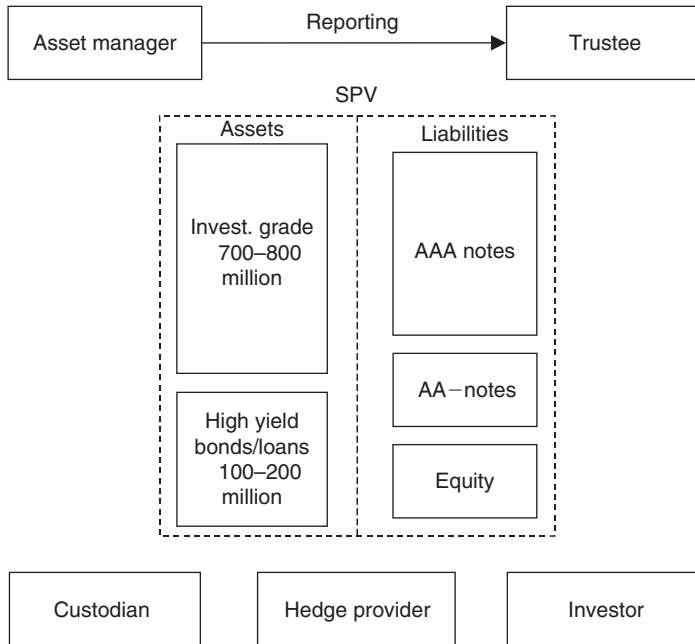 Asset manager
Reporting
Trustee
SPV
Assets
Liabilities
Invest. grade
700–800
million
AAA notes
AA−notes
High yield
bonds/loans
100–200
million
Equity
Custodian
Hedge provider
Investor